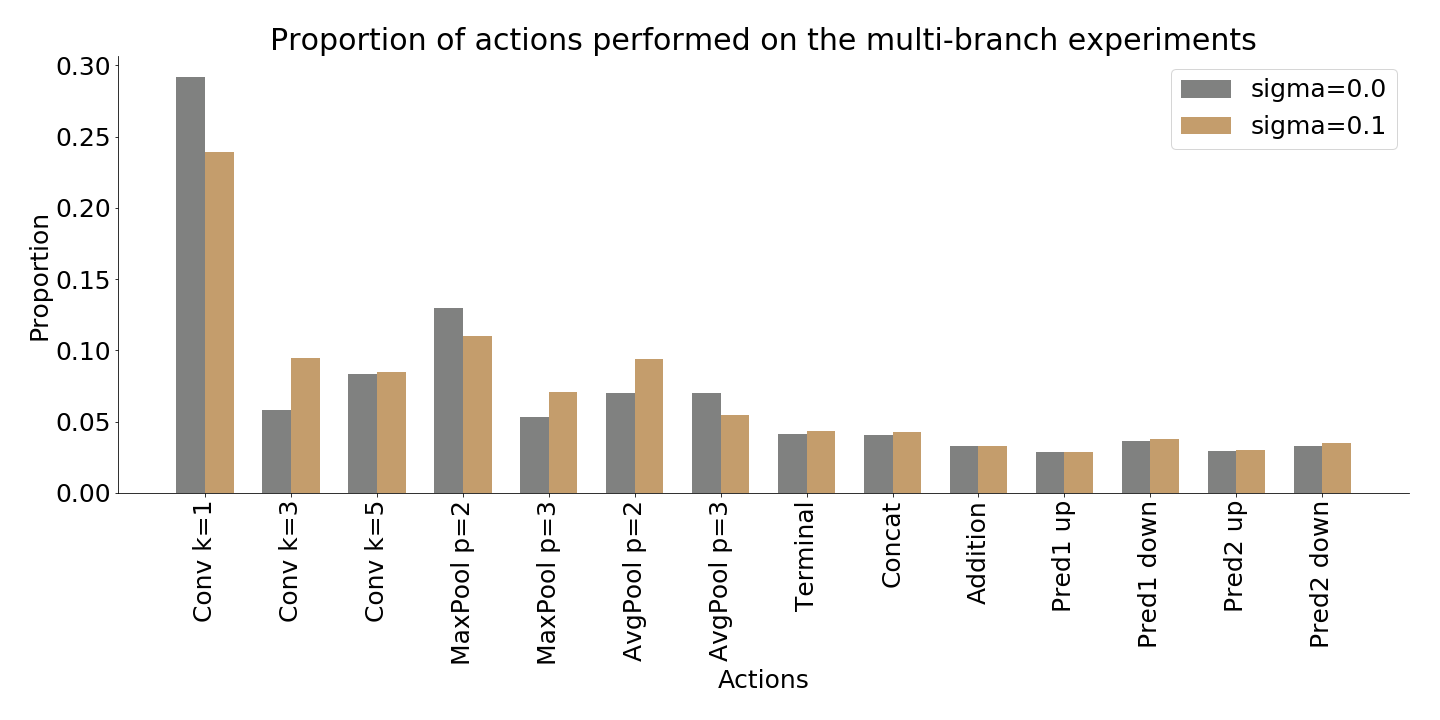 Proportion of actions performed on the multi-branch experiments
sigma=0.0
sigma=0.1
Proportion
0.30
0.25
0.20
0.15
0.10
0.05
0.00
Conv k=1
Conv k=3
Conv k=5
MaxPool p=2
MaxPool p=3
AvgPool p=2
AvgPool p=3
Terminal
Concat
Addition
Pred1 up
Pred1 down
Pred2 up
Pred2 down
Actions